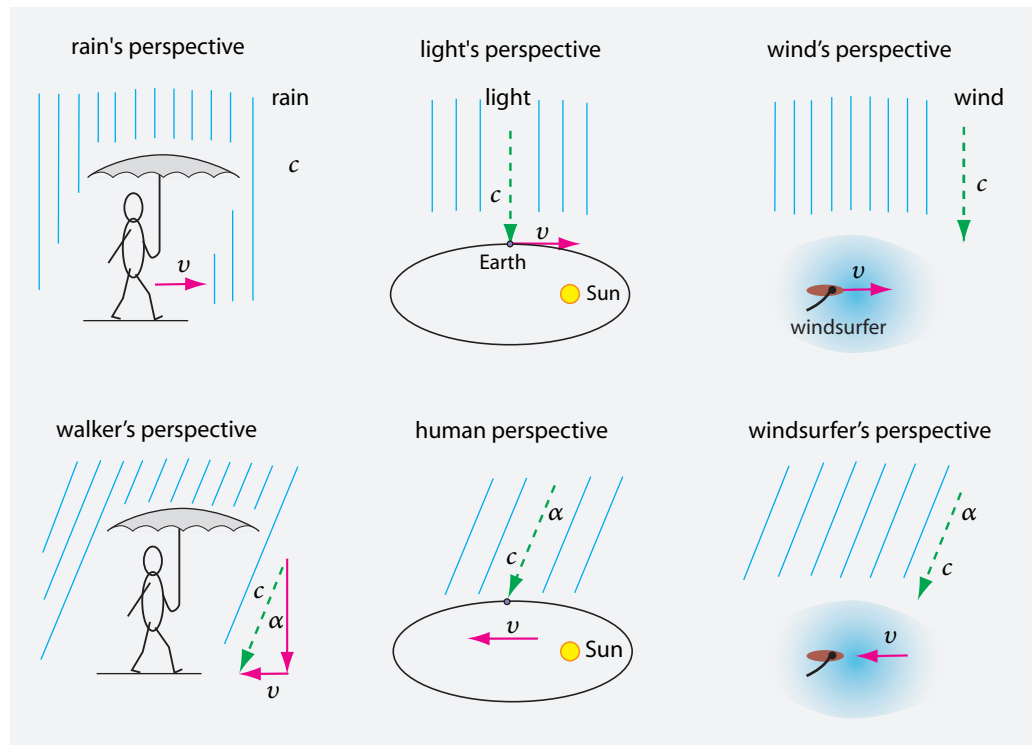 rain's perspective
rain
c
v
light's perspective
light
c
v
Earth
Sun
wind's perspective
wind
c
v
windsurfer
walker's perspective
c
α
v
human perspective
α
c
v
Sun
windsurfer's perspective
α
c
v